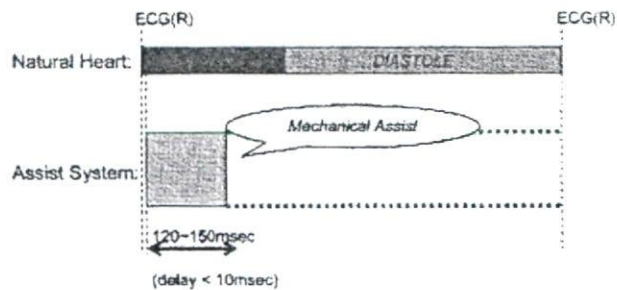 ECG(R) ECG(R)
Natural Heart:
DIASTOLE
Mechanical Assist
Assist System:
120~150msec
(delay < 10msec)